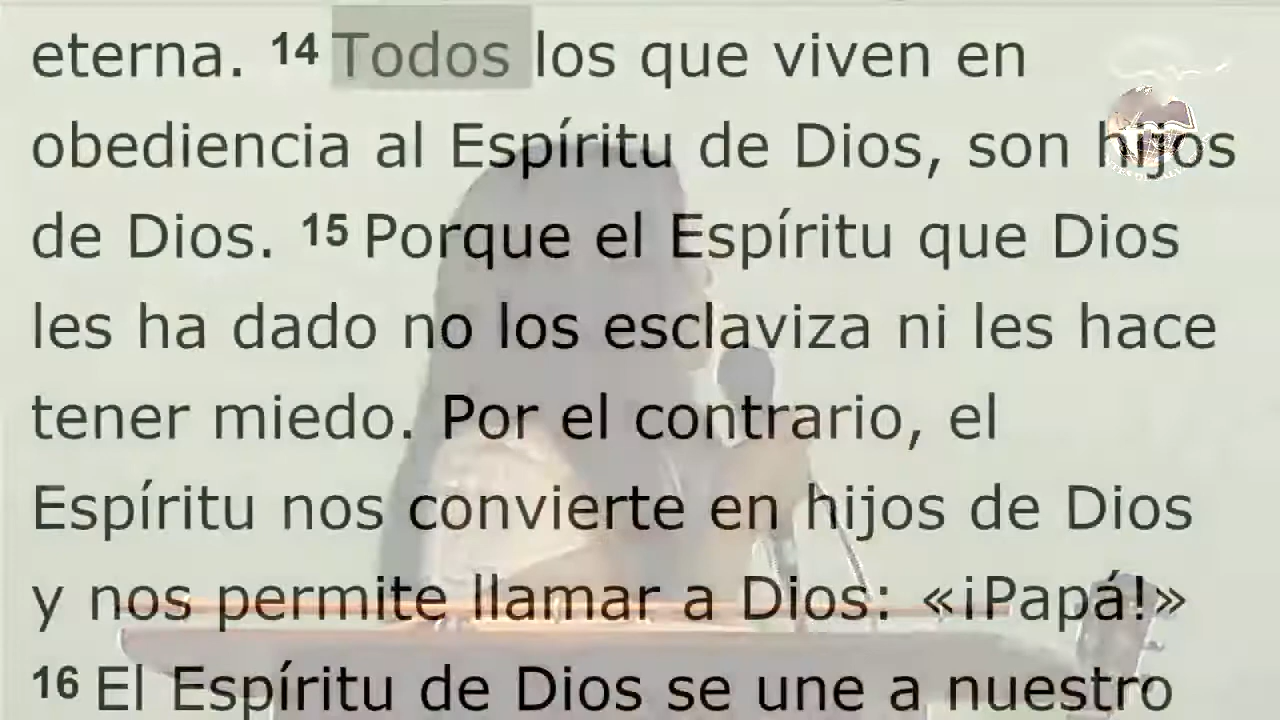 eterna. 14 Todos los que viven en
obediencia al Espíritu de Dios, son hijos
de Dios. 15 Porque el Espíritu que Dios
les ha dado no los esclaviza ni les hace
tener miedo. Por el contrario, el
Espíritu nos convierte en hijos de Dios
y nos permite llamar a Dios: «¡Papá!»
16 El Espíritu de Dios se une a nuestro